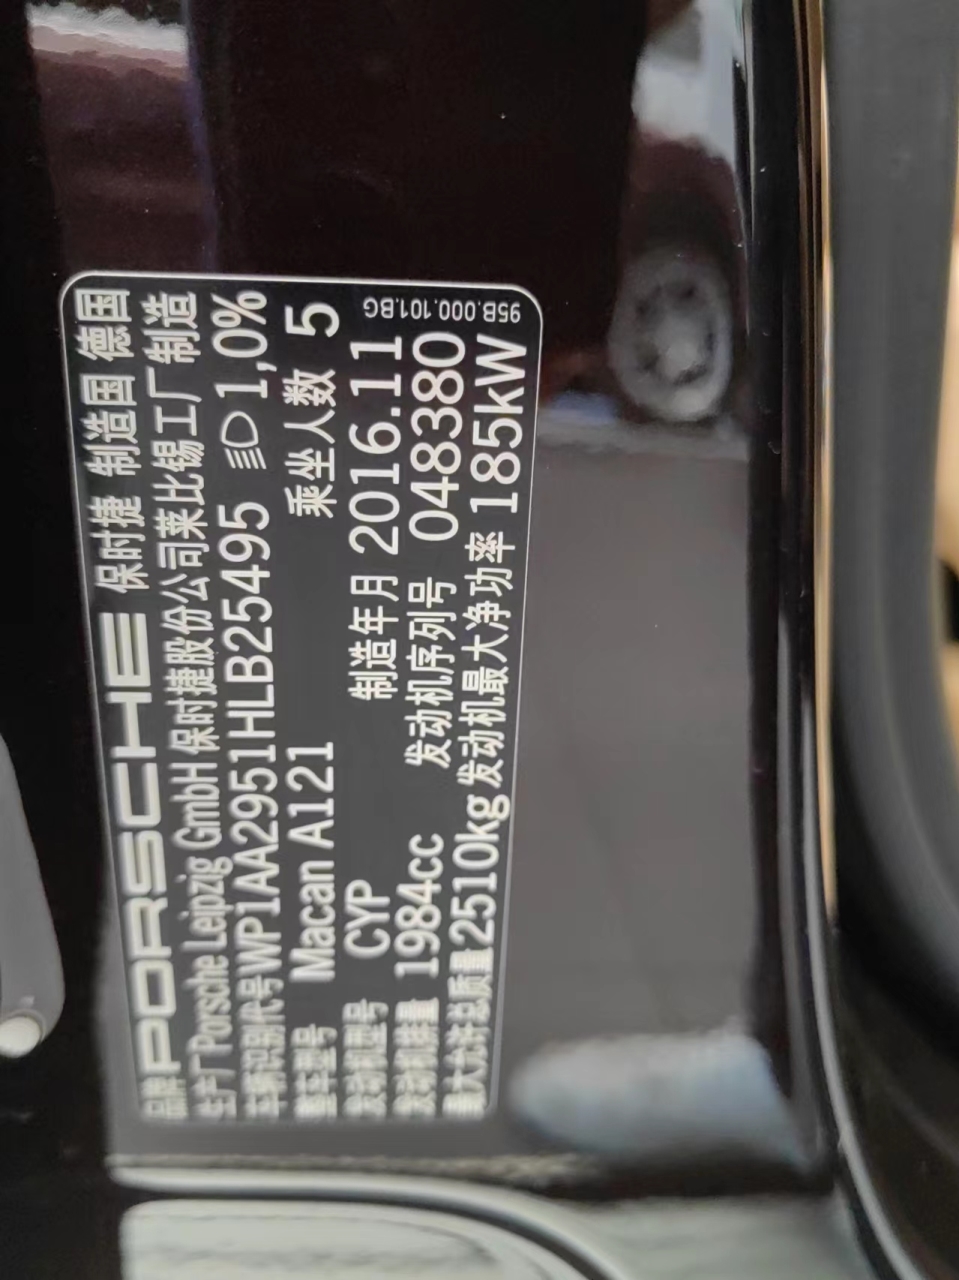 品牌 PORSCHE 保时捷 制造国 德国
生产厂 Porsche Leipzig GmbH 保时捷股份公司莱比锡工厂制造
车辆识别代号 WP1AA2951HLB25495 1,0%
整车型号 Macan A121 乘坐人数 5
发动机型号 CYP 制造年月 2016.11
发动机排量 1984cc 发动机序列号 048380
最大允许总质量 2510kg 发动机最大净功率 185kW
95B.000.101.BG